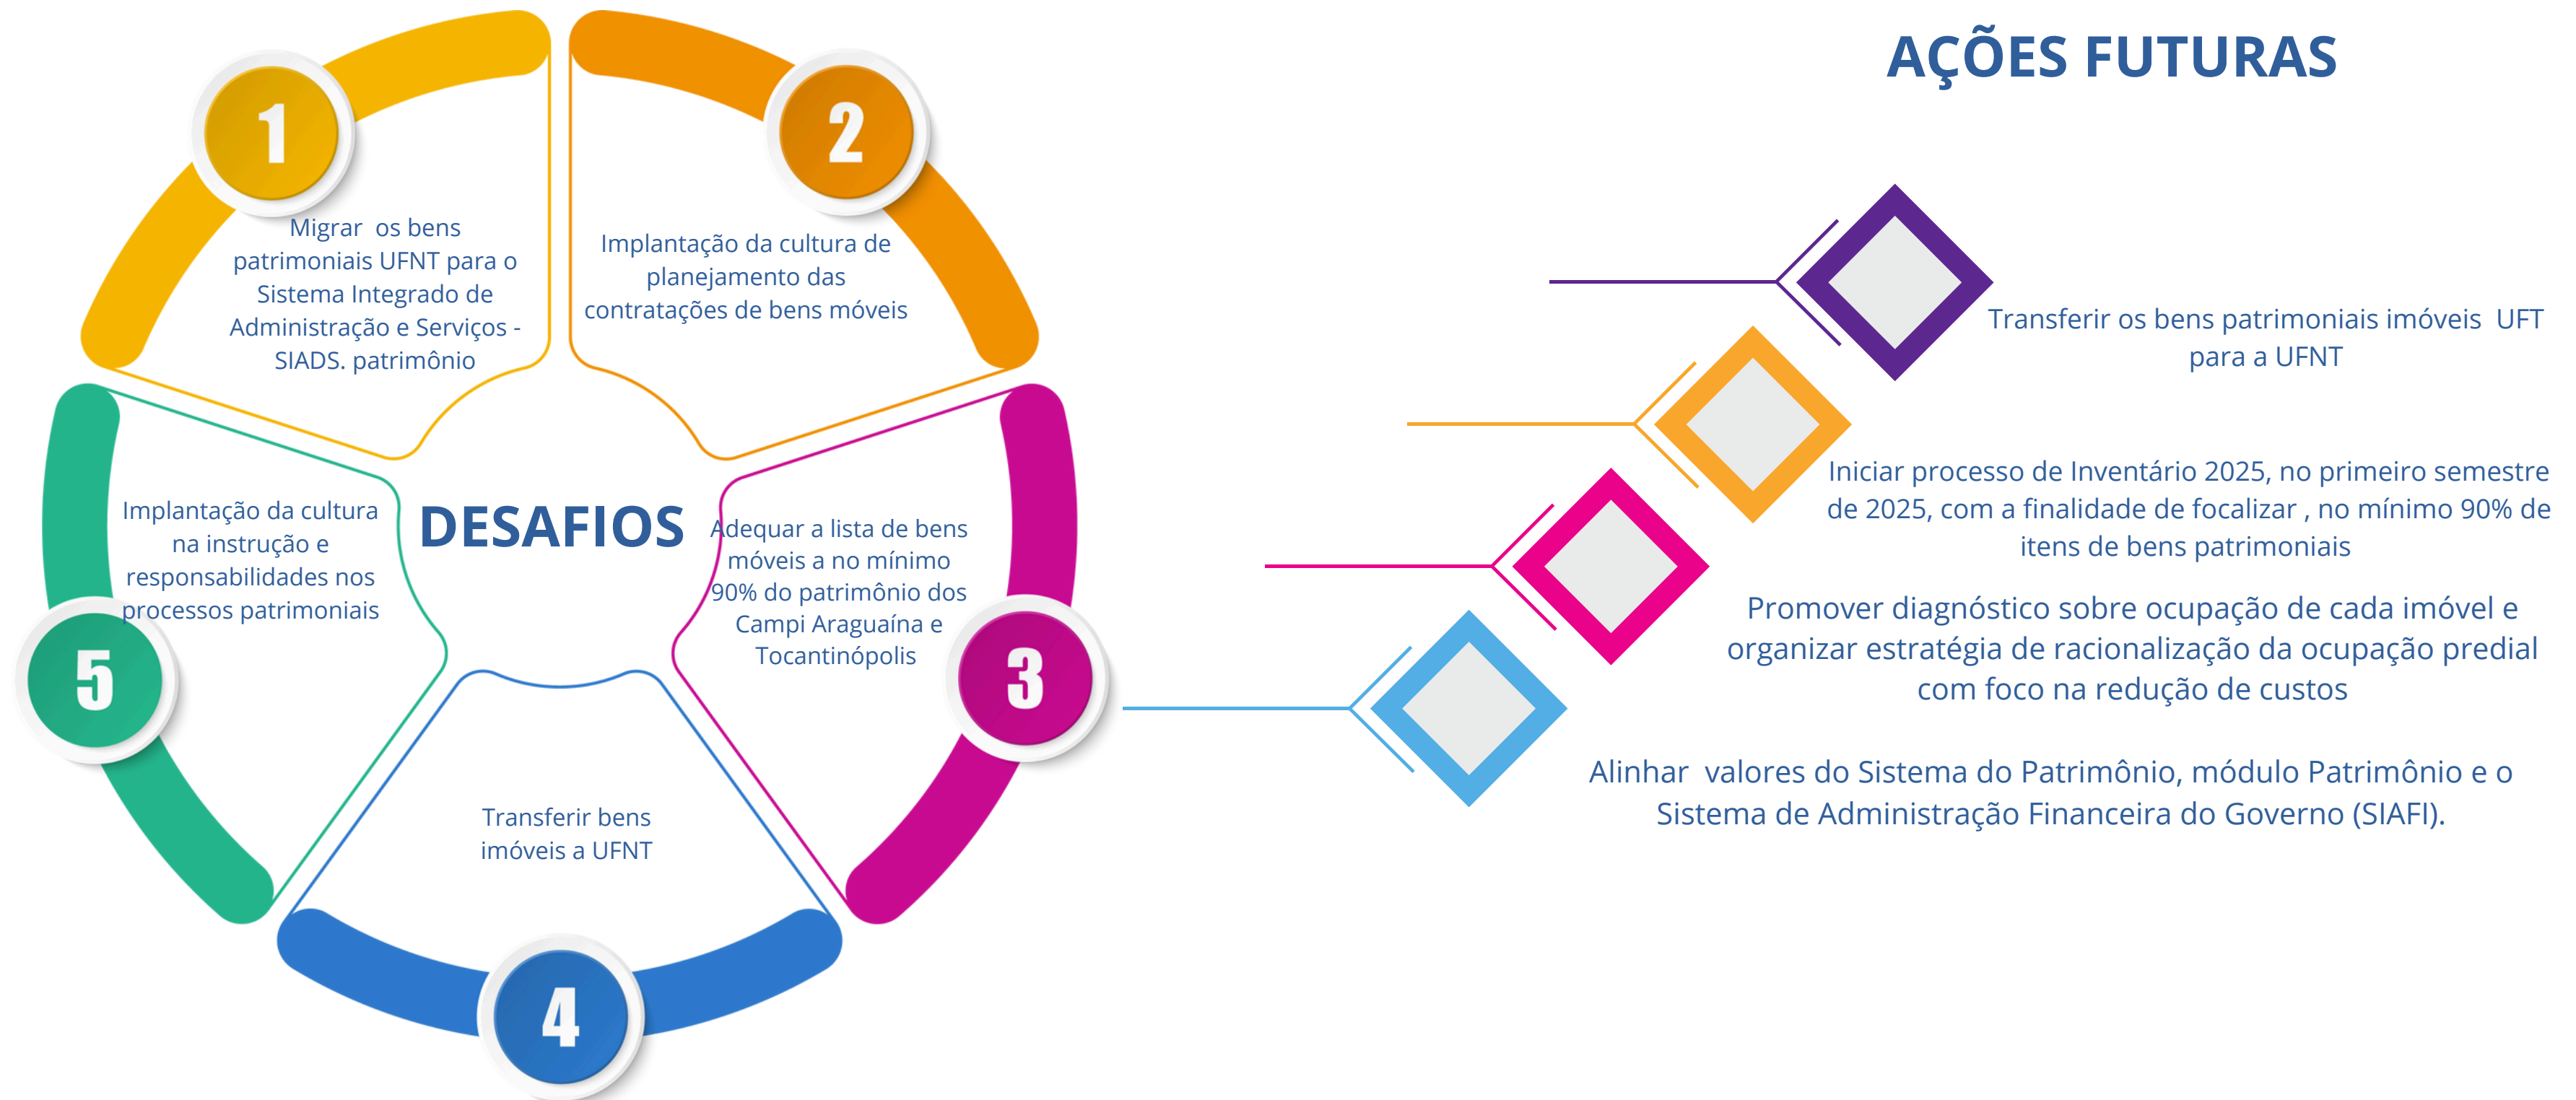 1
Migrar os bens
patrimoniais UFNT para o
Sistema Integrado de
Administração e Serviços -
SIADS. patrimônio
2
Implantação da cultura de
planejamento das
contratações de bens móveis
DESAFIOS
Adequar a lista de bens
móveis a no mínimo
90% do patrimônio dos
Campi Araguaína e
Tocantinópolis
3
Transferir bens
imóveis a UFNT
4
Implantação da cultura
na instrução e
responsabilidades nos
processos patrimoniais
5
AÇÕES FUTURAS
Transferir os bens patrimoniais imóveis UFT
para a UFNT
Iniciar processo de Inventário 2025, no primeiro semestre
de 2025, com a finalidade de focalizar , no mínimo 90% de
itens de bens patrimoniais
Promover diagnóstico sobre ocupação de cada imóvel e
organizar estratégia de racionalização da ocupação predial
com foco na redução de custos
Alinhar valores do Sistema do Patrimônio, módulo Patrimônio e o
Sistema de Administração Financeira do Governo (SIAFI).